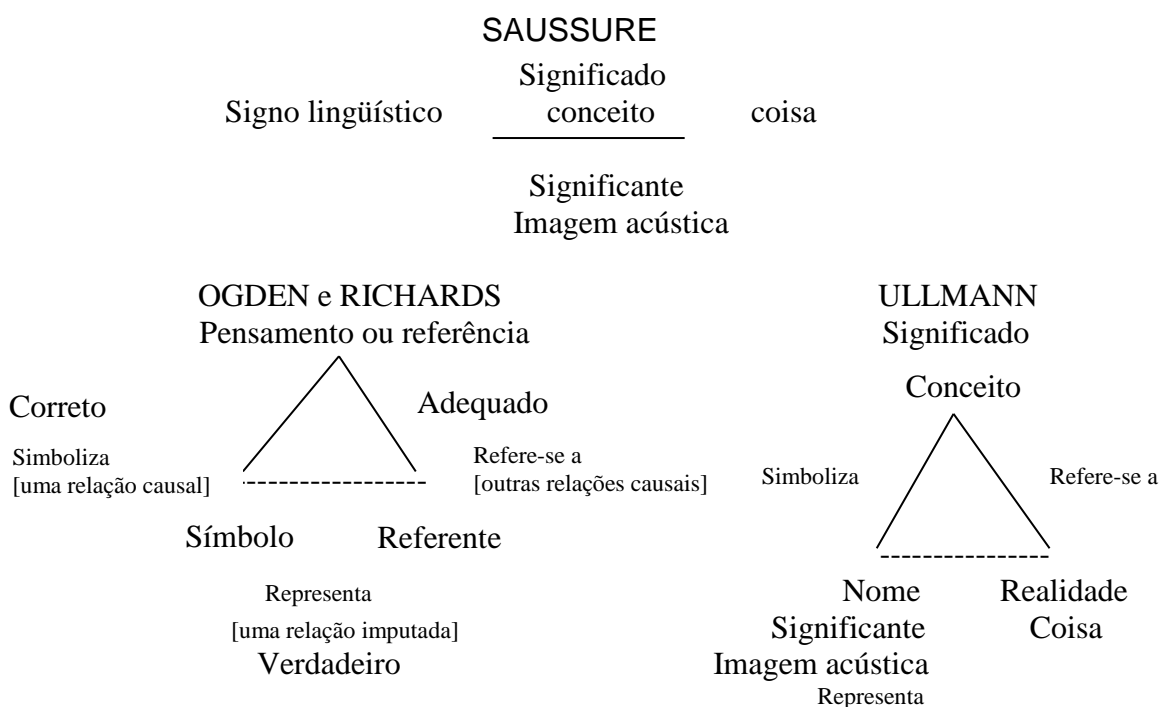 SAUSSURE
Significado
Signo lingüístico conceito coisa
Significante
Imagem acústica
OGDEN e RICHARDS
Pensamento ou referência
Correto
Adequado
Simboliza
[uma relação causal]
Refere-se a
[outras relações causais]
Símbolo Referente
Representa
[uma relação imputada]
Verdadeiro
ULLMANN
Significado
Conceito
Simboliza
Refere-se a
Nome
Significante
Imagem acústica
Representa
Realidade
Coisa